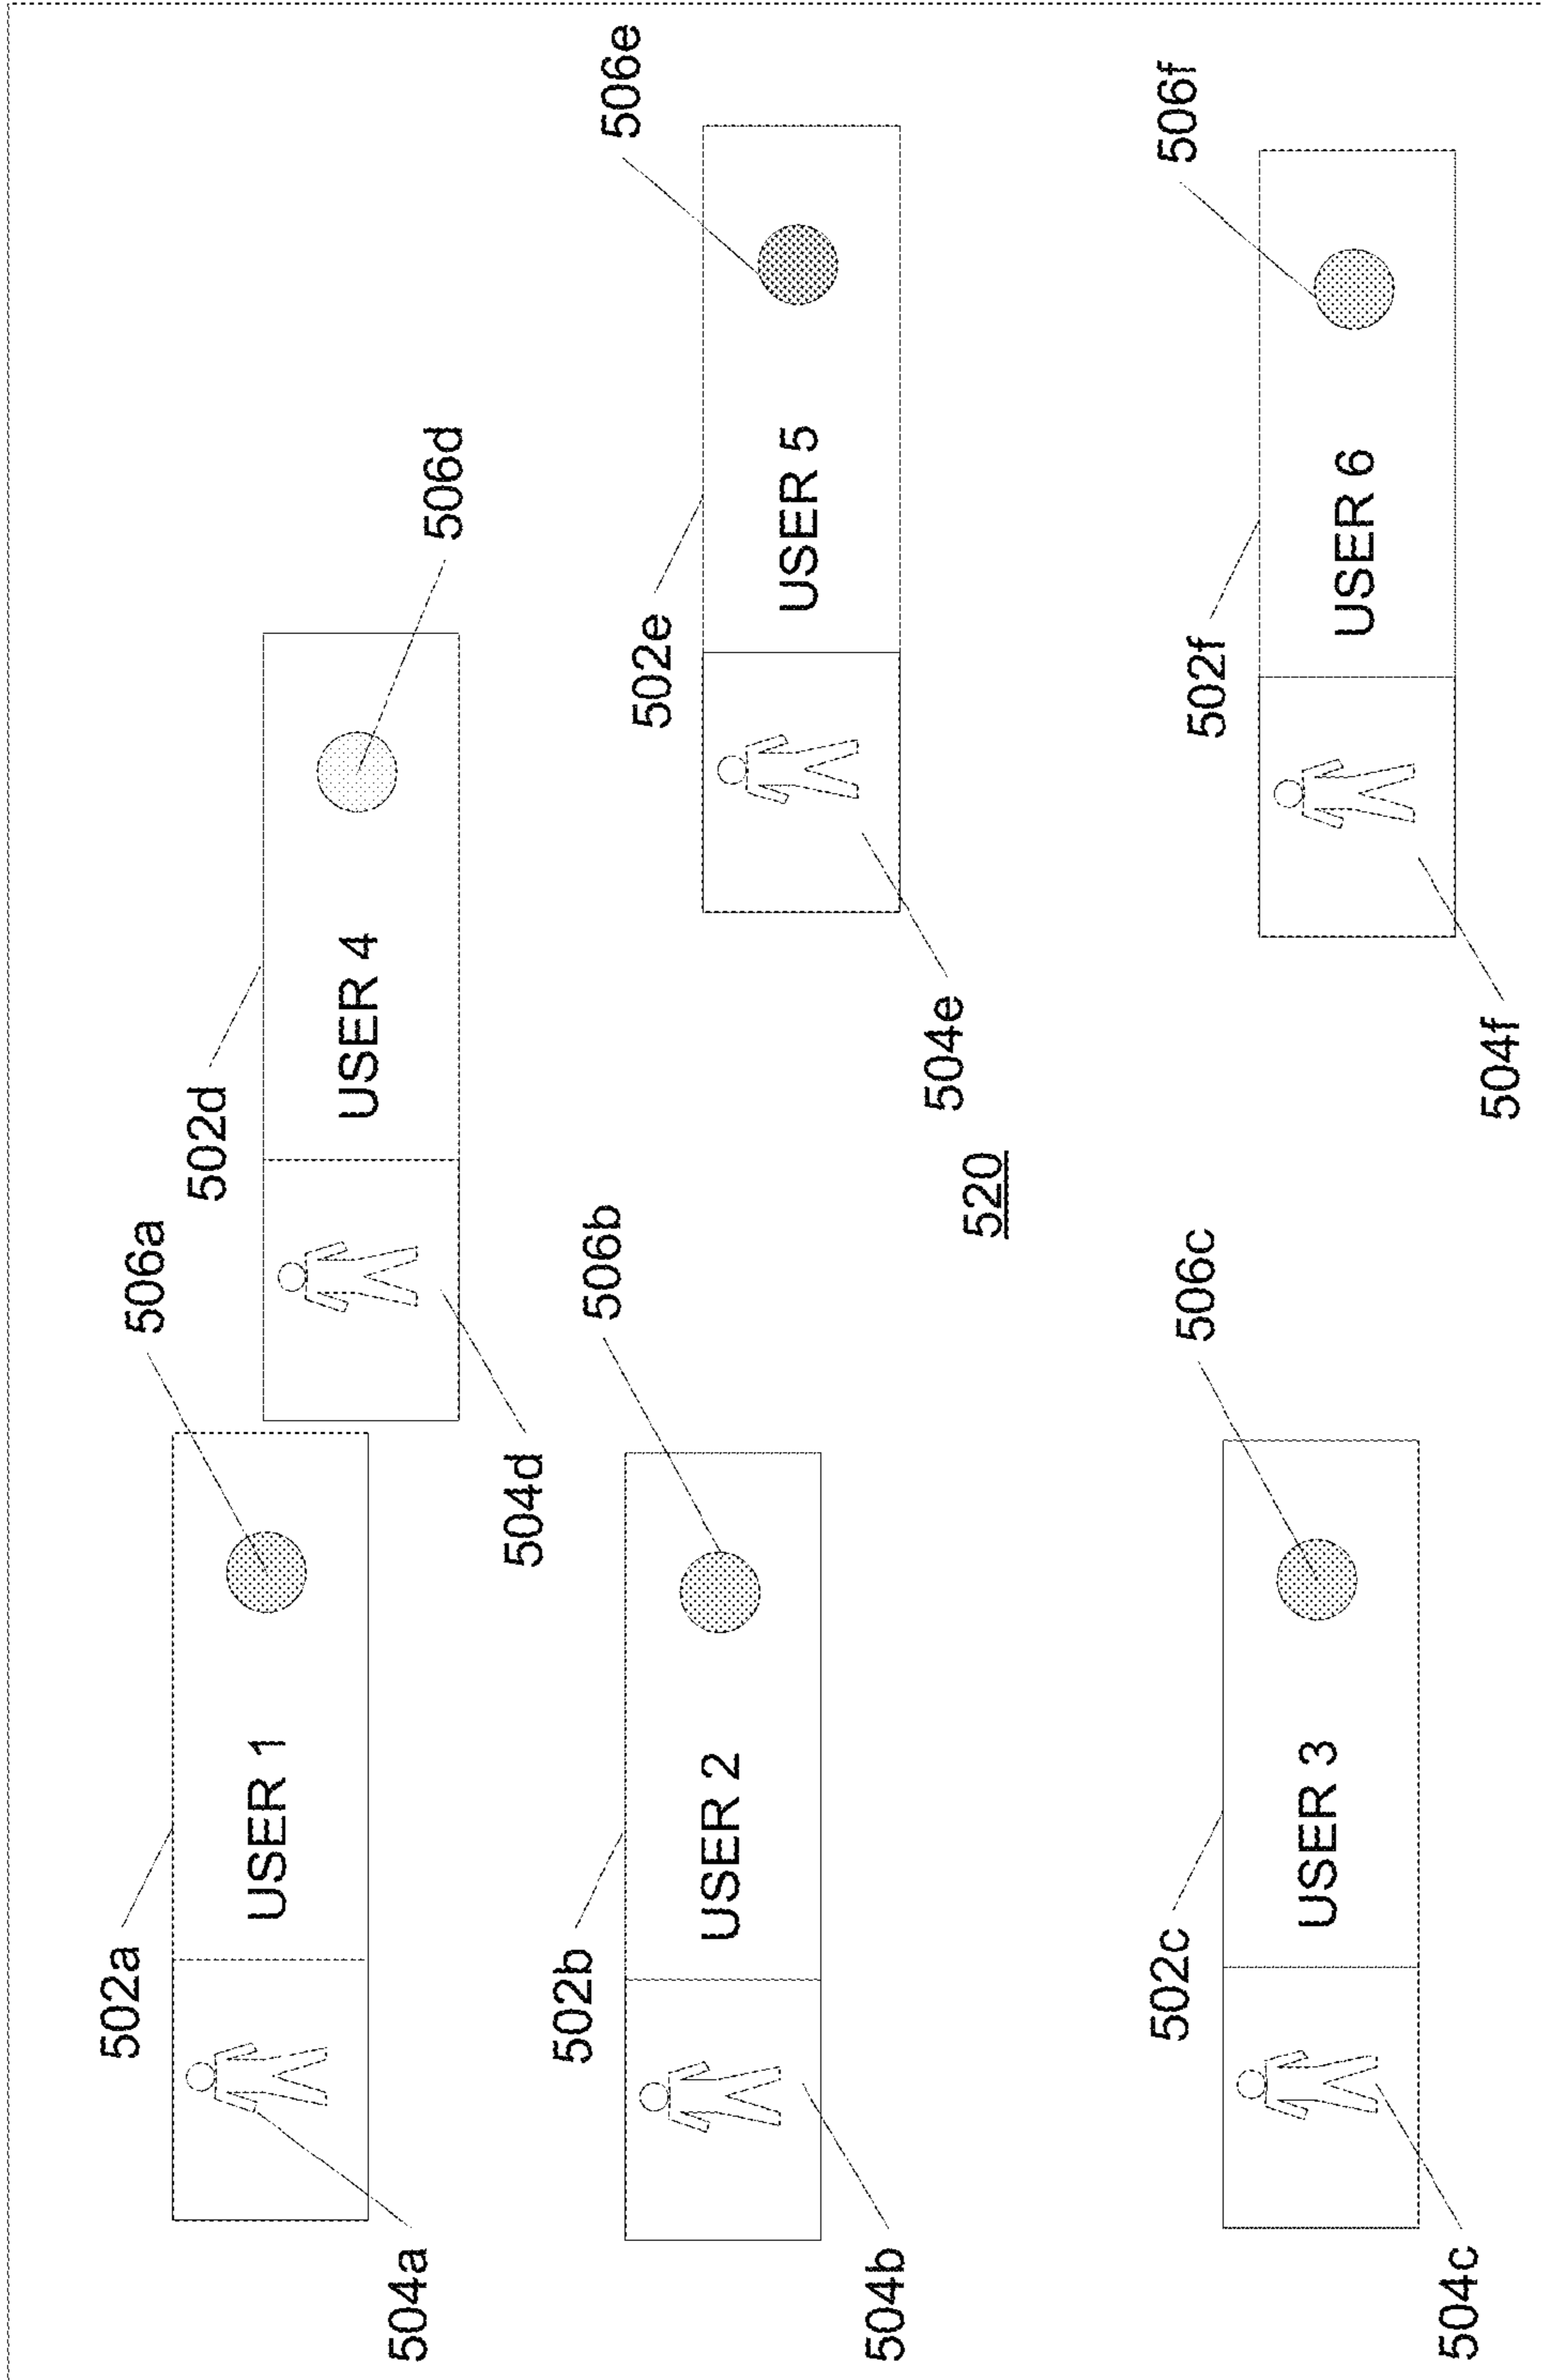 502a
USER 1
506a
504a
502d
USER 4
506d
504d
502b
USER 2
506b
504b
502e
USER 5
506e
504e
520
502c
USER 3
506c
504c
502f
USER 6
506f
504f